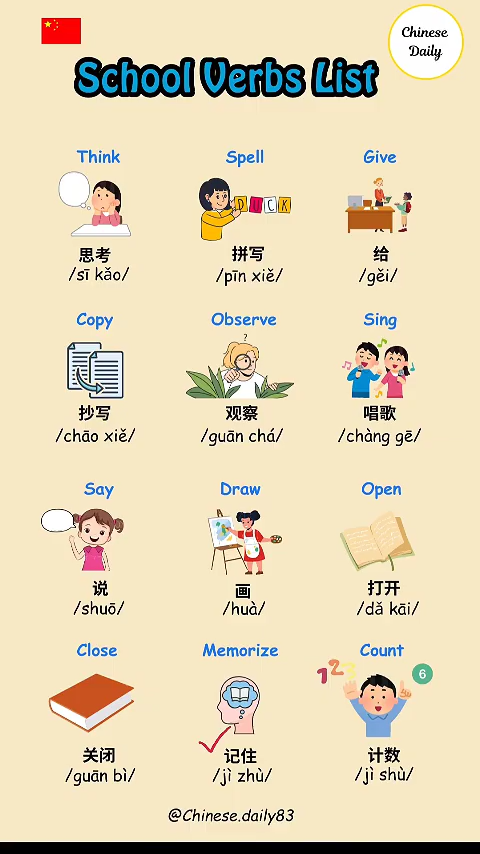 Chinese
Daily
School Verbs List
Think
Spell
Give
DUCK
思考
拼写
给
/sī kǎo/
/pīn xiě/
/gěi/
Copy
Observe
Sing
?
抄写
观察
唱歌
/chāo xiě/
/guān chá/
/chàng gē/
Say
Draw
Open
说
画
打开
/shuō/
/huà/
/dǎ kāi/
Close
Memorize
Count
123
6
关闭
记住
计数
/guān bì/
/jì zhù/
/jì shù/
@Chinese.daily83